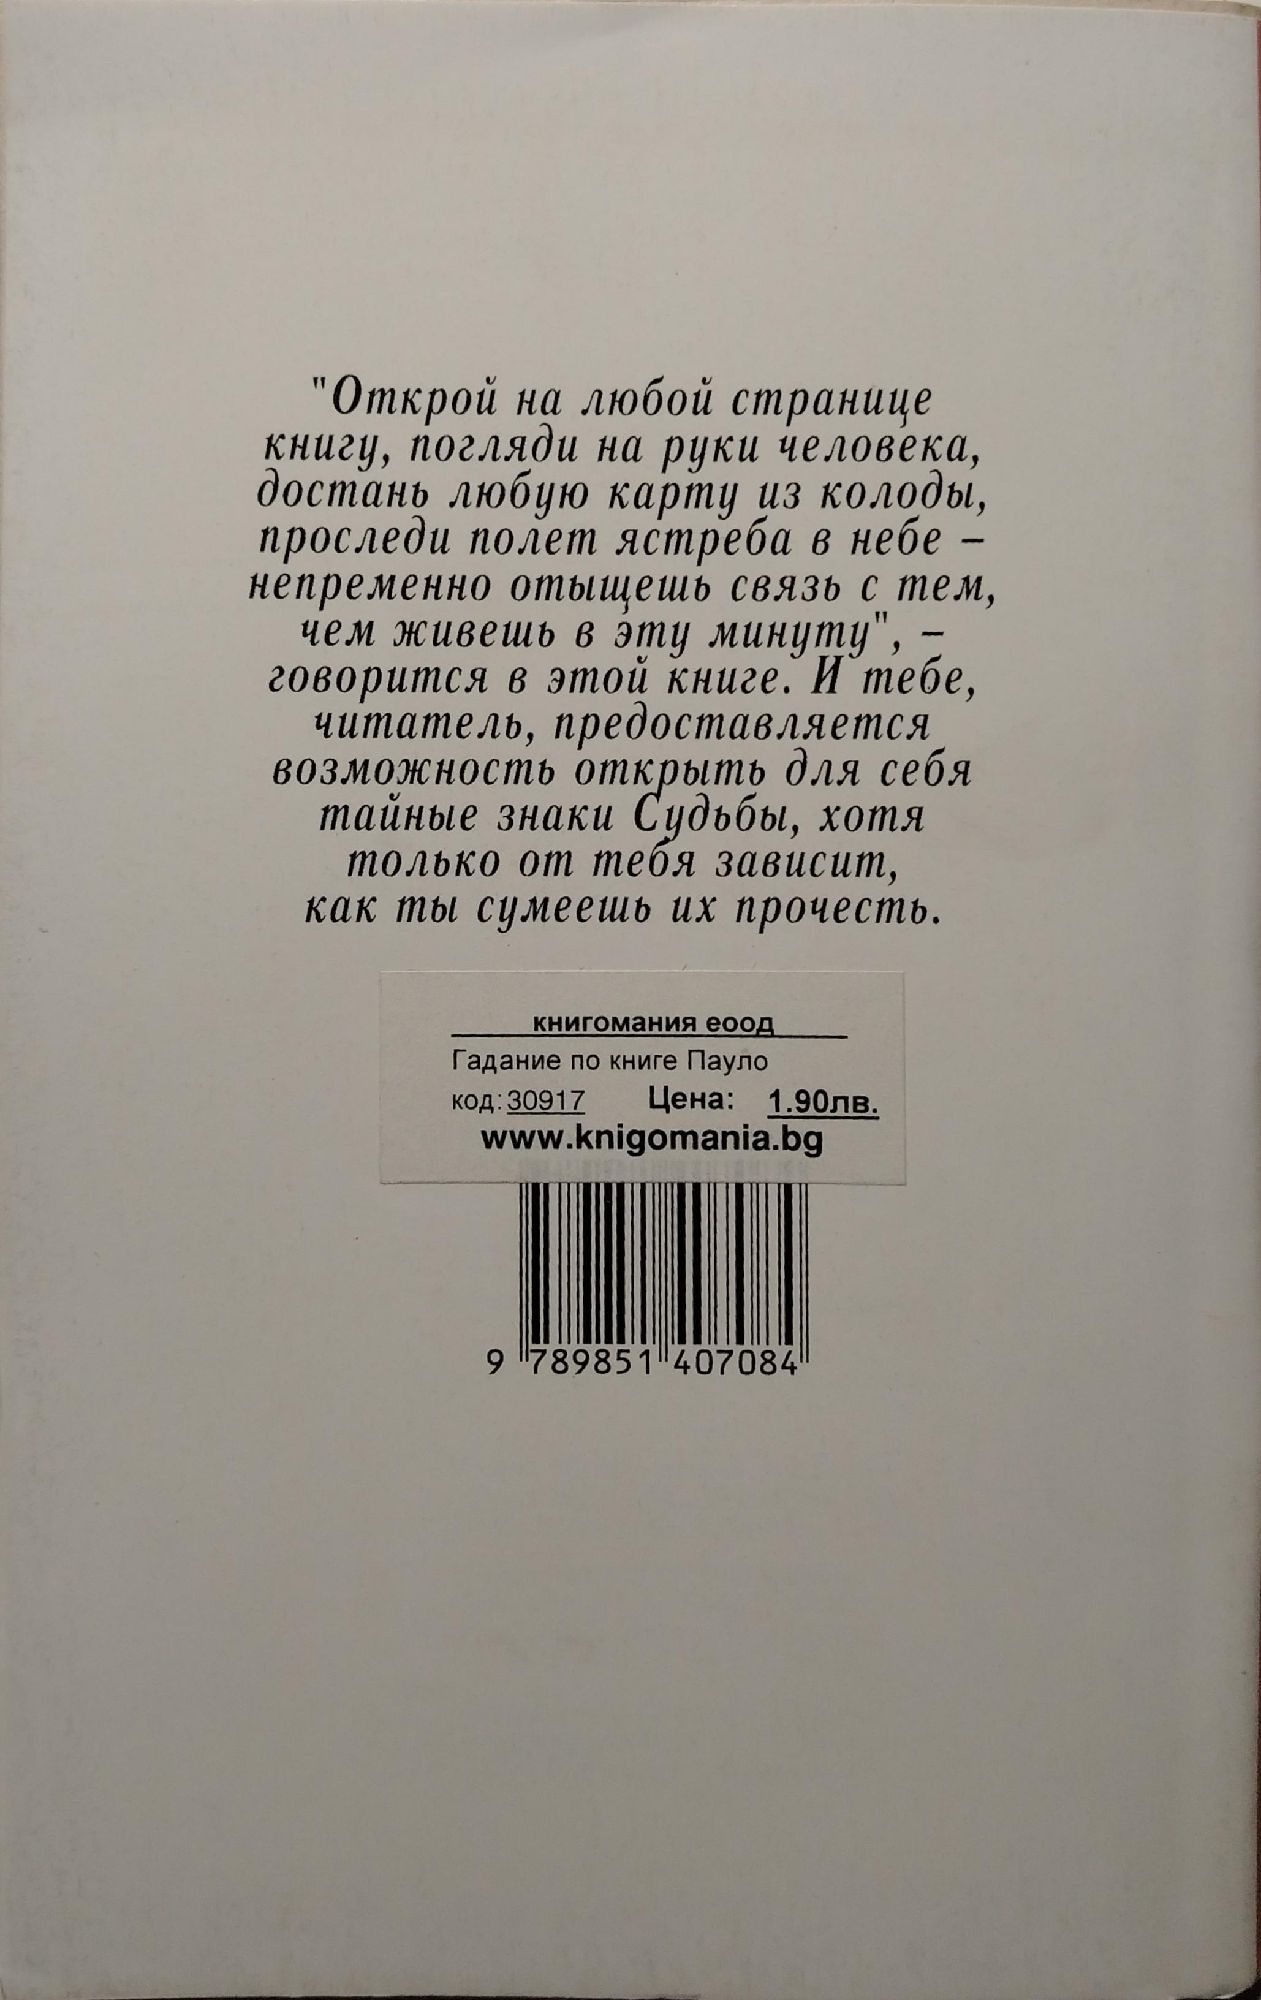 "Открой на любой странице
книгу, погляди на руки человека,
достань любую карту из колоды,
проследи полет ястреба в небе –
непременно отыщешь связь с тем,
чем живешь в эту минуту", –
говорится в этой книге. И тебе,
читатель, предоставляется
возможность открыть для себя
тайные знаки Судьбы, хотя
только от тебя зависит,
как ты сумеешь их прочесть.
книгомания еоод
Гадание по книге Пауло
код: 30917 Цена: 1.90лв.
www.knigomania.bg
9 789851 407084